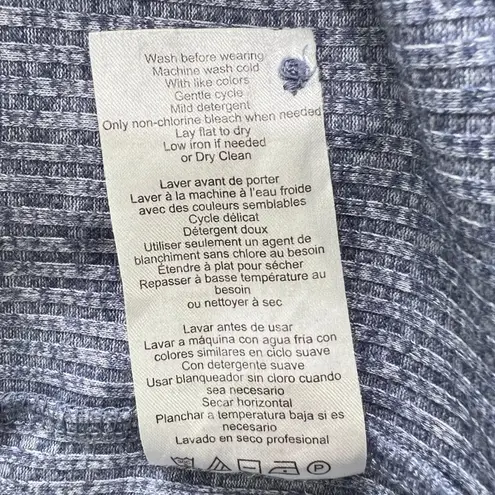 Wash before wearing
Machine wash cold
With like colors
Gentle cycle
Mild detergent
Only non-chlorine bleach when needed
Lay flat to dry
Low iron if needed
or Dry Clean
Laver avant de porter
Laver à la machine à l'eau froide
avec des couleurs semblables
Cycle délicat
Détergent doux
Utiliser seulement un agent de
blanchiment sans chlore au besoin
Étendre à plat pour sécher
Repasser à basse température au
besoin
ou nettoyer à sec
Lavar antes de usar
Lavar a máquina con agua fría con
colores similares en ciclo suave
Con detergente suave
Usar blanqueador sin cloro cuando
sea necesario
Secar horizontal
Planchar a temperatura baja si es
necesario
Lavado en seco profesional
P